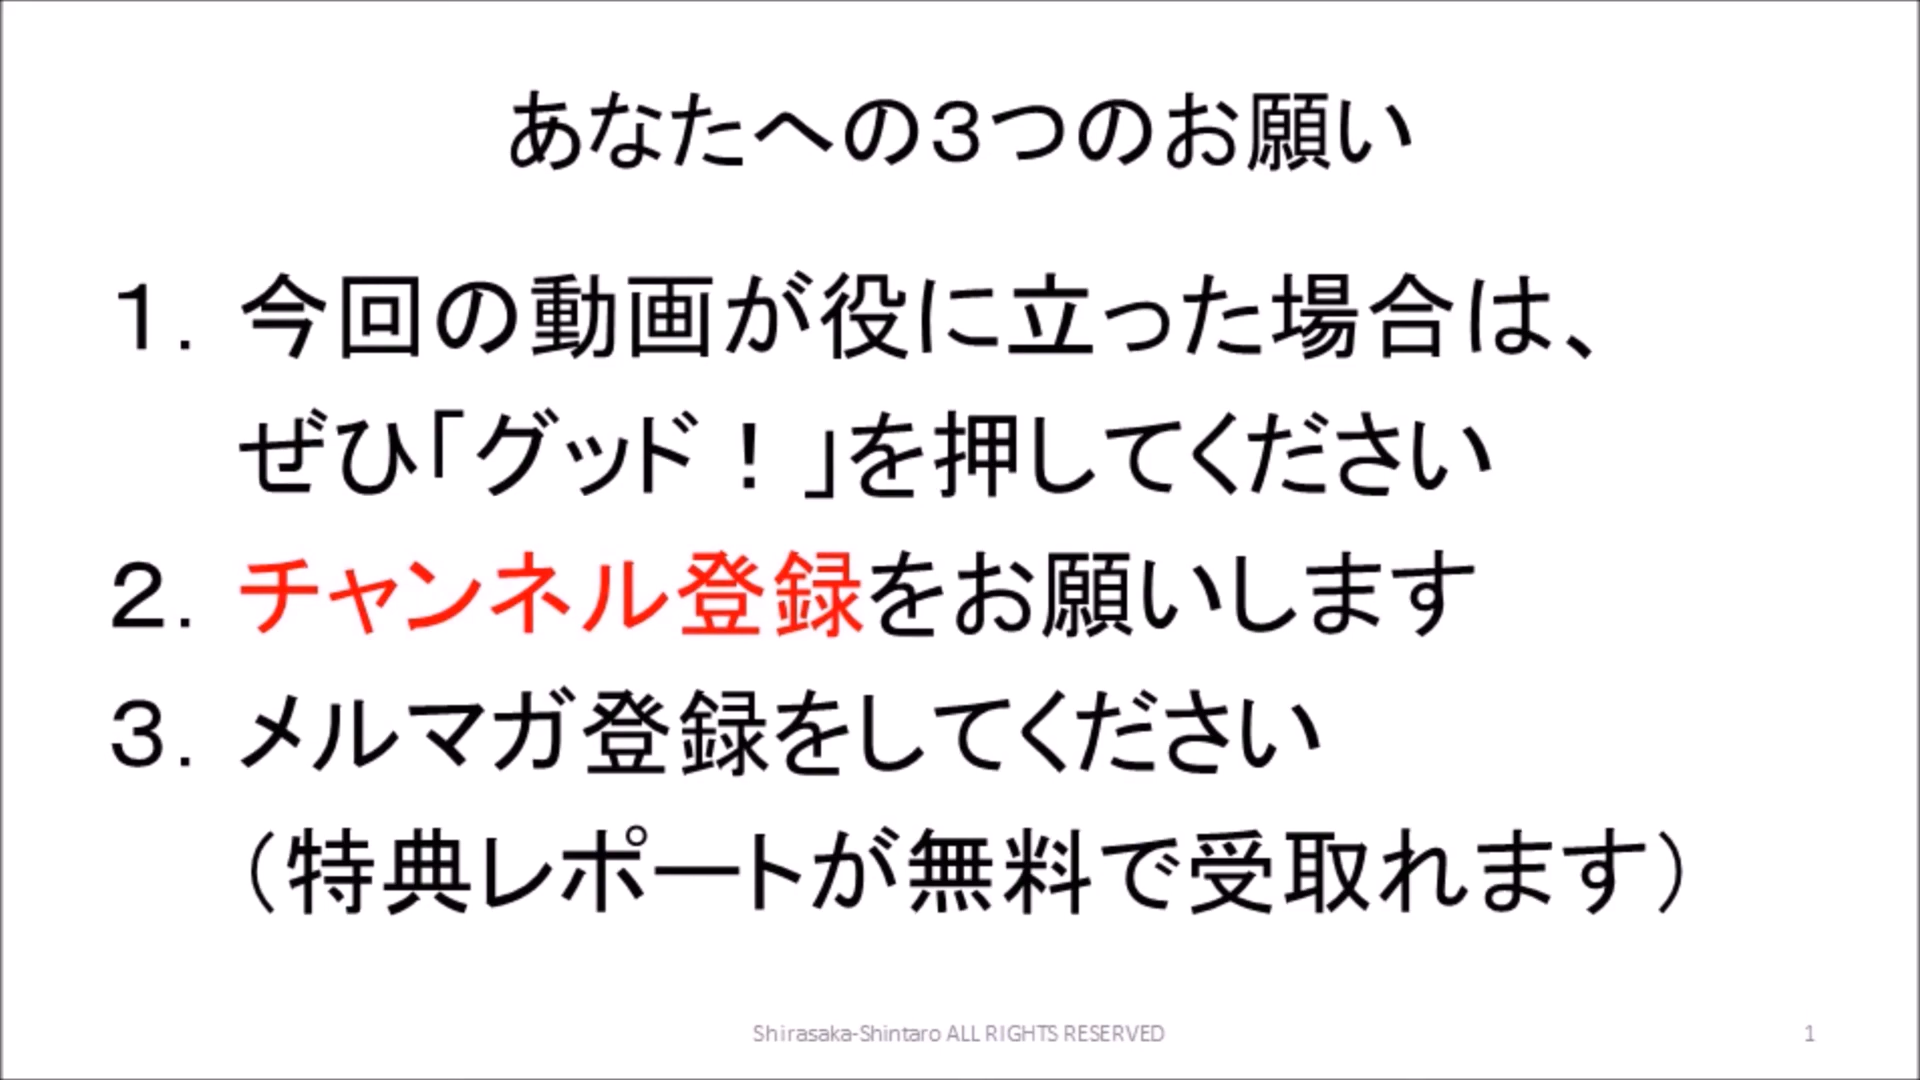 あなたへの３つのお願い
１．今回の動画が役に立った場合は、
ぜひ「グッド！」を押してください
２．チャンネル登録をお願いします
３．メルマガ登録をしてください
（特典レポートが無料で受取れます）
Shirasaka-Shintaro ALL RIGHTS RESERVED
1